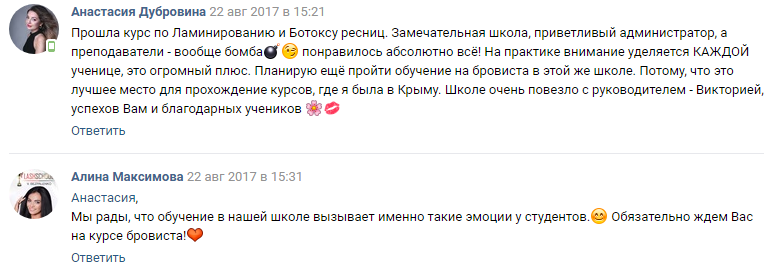 Анастасия Дубровина 22 авг 2017 в 15:21
Прошла курс по Ламинированию и Ботоксу ресниц. Замечательная школа, приветливый администратор, а
преподаватели - вообще бомба💣 😉 понравилось абсолютно всё! На практике внимание уделяется КАЖДОЙ
ученице, это огромный плюс. Планирую ещё пройти обучение на бровиста в этой же школе. Потому, что это
лучшее место для прохождение курсов, где я была в Крыму. Школе очень повезло с руководителем - Викторией,
успехов Вам и благодарных учеников 🌸💋
Ответить
Алина Максимова 22 авг 2017 в 15:31
Анастасия,
Мы рады, что обучение в нашей школе вызывает именно такие эмоции у студентов.😊 Обязательно ждем Вас
на курсе бровиста!❤
Ответить